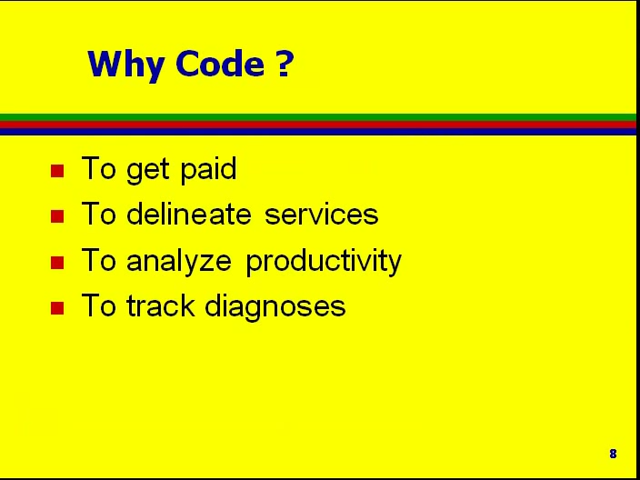 Why Code ?
To get paid
To delineate services
To analyze productivity
To track diagnoses
8